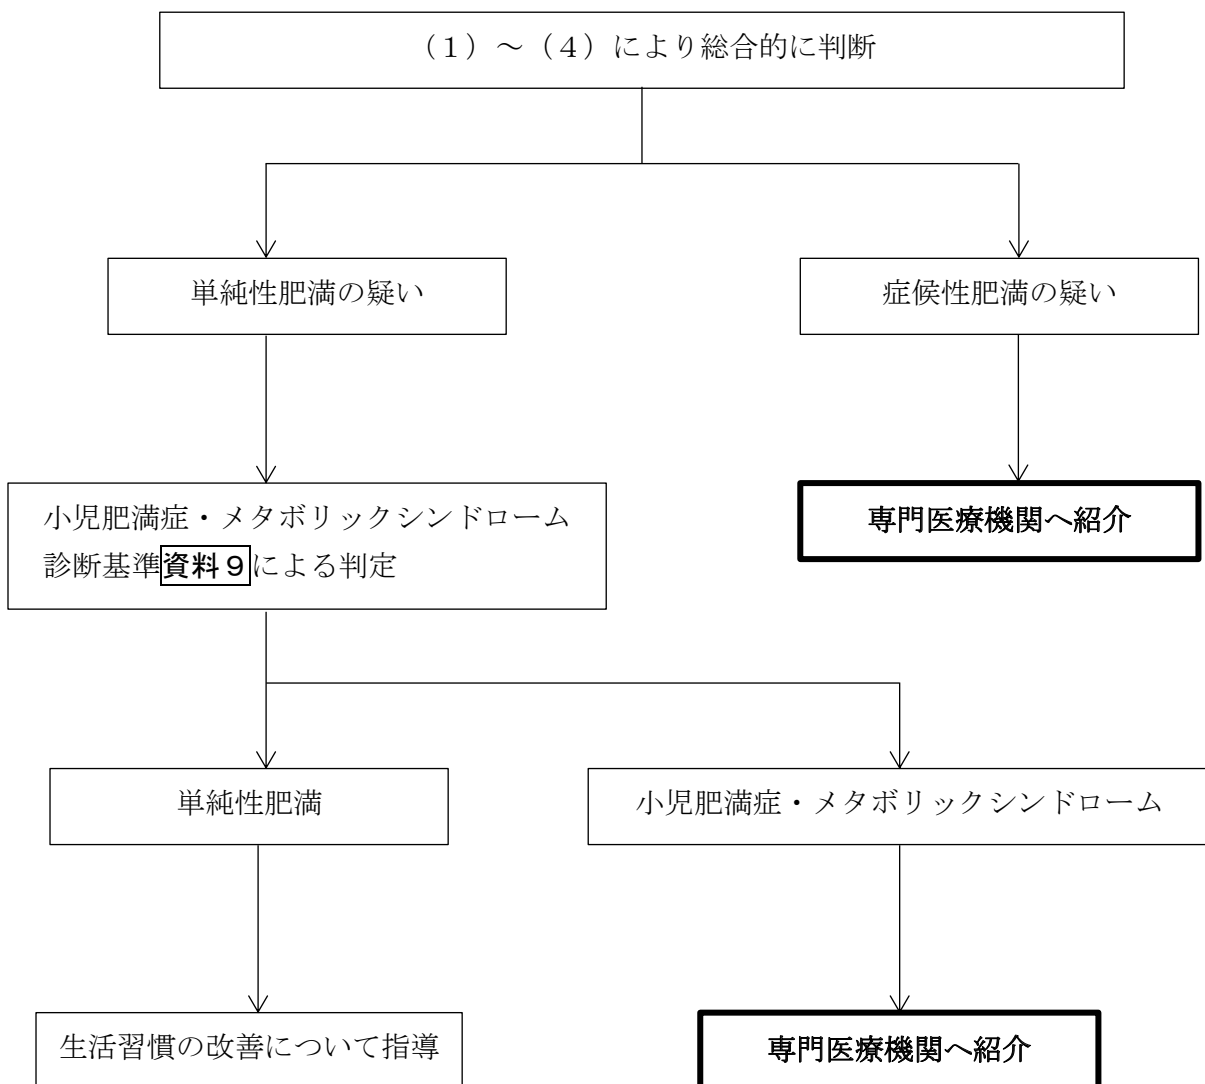 （１）～（４）により総合的に判断
単純性肥満の疑い
症候性肥満の疑い
小児肥満症・メタボリックシンドローム
診断基準資料９による判定
専門医療機関へ紹介
単純性肥満
小児肥満症・メタボリックシンドローム
生活習慣の改善について指導
専門医療機関へ紹介